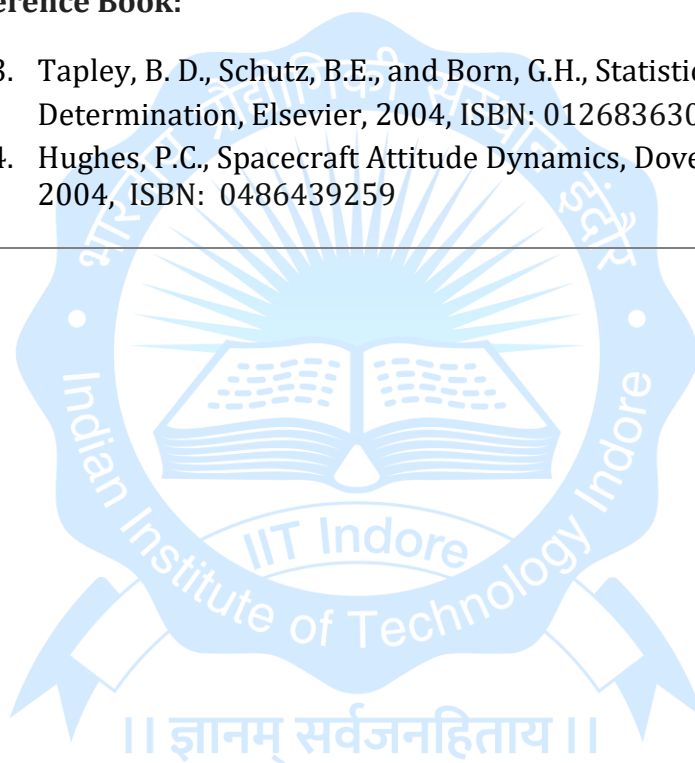 erence Book:
3. Tapley, B. D., Schutz, B.E., and Born, G.H., Statistic
Determination, Elsevier, 2004, ISBN: 012683630
4. Hughes, P.C., Spacecraft Attitude Dynamics, Dove
2004, ISBN: 0486439259
भारतीय प्रौद्योगिकी संस्थान इंदौर
Indian Institute of Technology Indore
IIT Indore
।। ज्ञानम् सर्वजनहिताय ।।